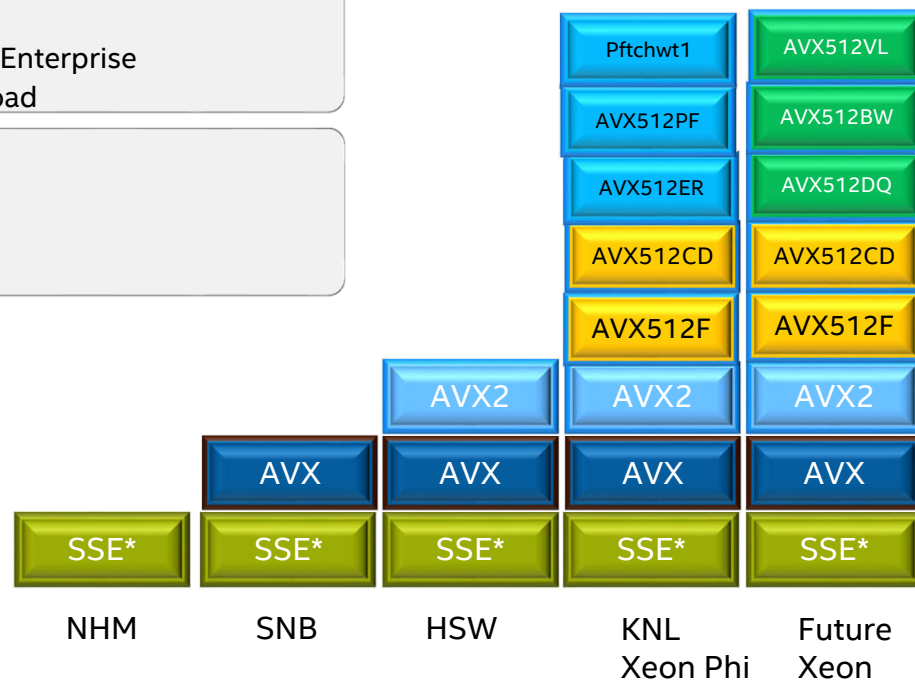 Enterprise
Pftchwt1 AVX512VL
AVX512PF AVX512BW
AVX512ER AVX512DQ
AVX512CD AVX512CD
AVX512F AVX512F
AVX2 AVX2 AVX2
AVX AVX AVX AVX
SSE* SSE* SSE* SSE* SSE*
NHM SNB HSW KNL Future
Xeon Phi Xeon